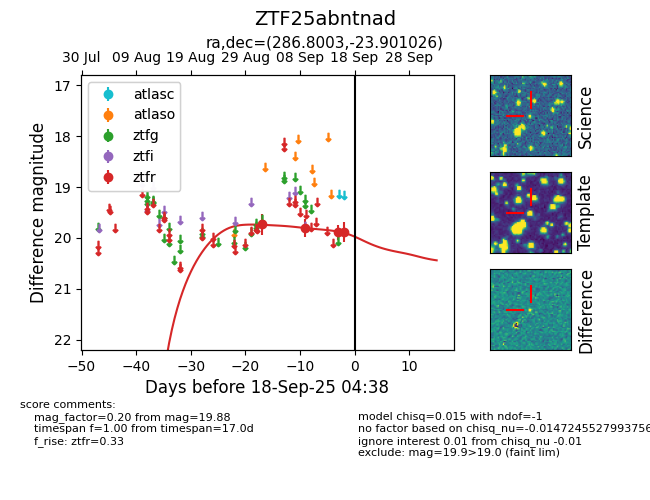 ZTF25abntnad
ra,dec=(286.8003,-23.901026)
30 Jul 09 Aug 19 Aug 29 Aug 08 Sep 18 Sep 28 Sep
17
18
19
20
21
22
Difference magnitude
atlasc
atlaso
ztfg
ztfi
ztfr
−50 −40 −30 −20 −10 0 10
Days before 18-Sep-25 04:38
Science
Template
Difference
score comments:
mag_factor=0.20 from mag=19.88
timespan f=1.00 from timespan=17.0d
f_rise: ztfr=0.33
model chisq=0.015 with ndof=-1
no factor based on chisq_nu=-0.0147245527993756
ignore interest 0.01 from chisq_nu -0.01
exclude: mag=19.9>19.0 (faint lim)